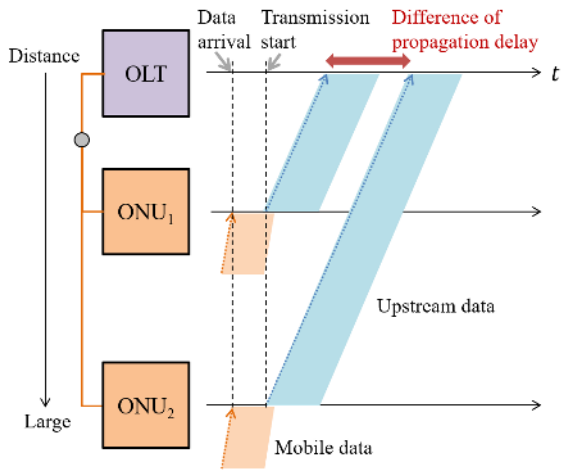 Data
arrival
Transmission
start
Difference of
propagation delay
Distance
OLT
t
ONU₁
Upstream data
ONU₂
Large
Mobile data